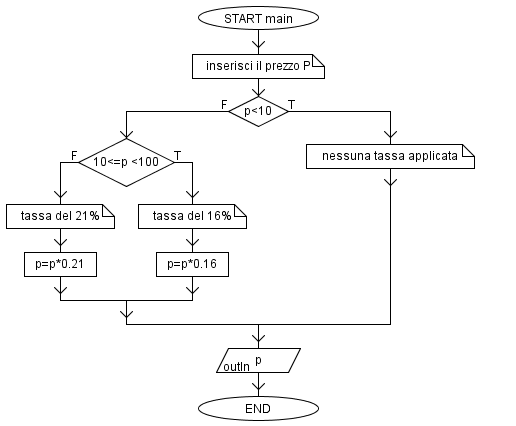 START main
inserisci il prezzo P
F
p<10
T
nessuna tassa applicata
F
10<=p <100
T
tassa del 21%
tassa del 16%
p=p*0.21
p=p*0.16
p
outln
END